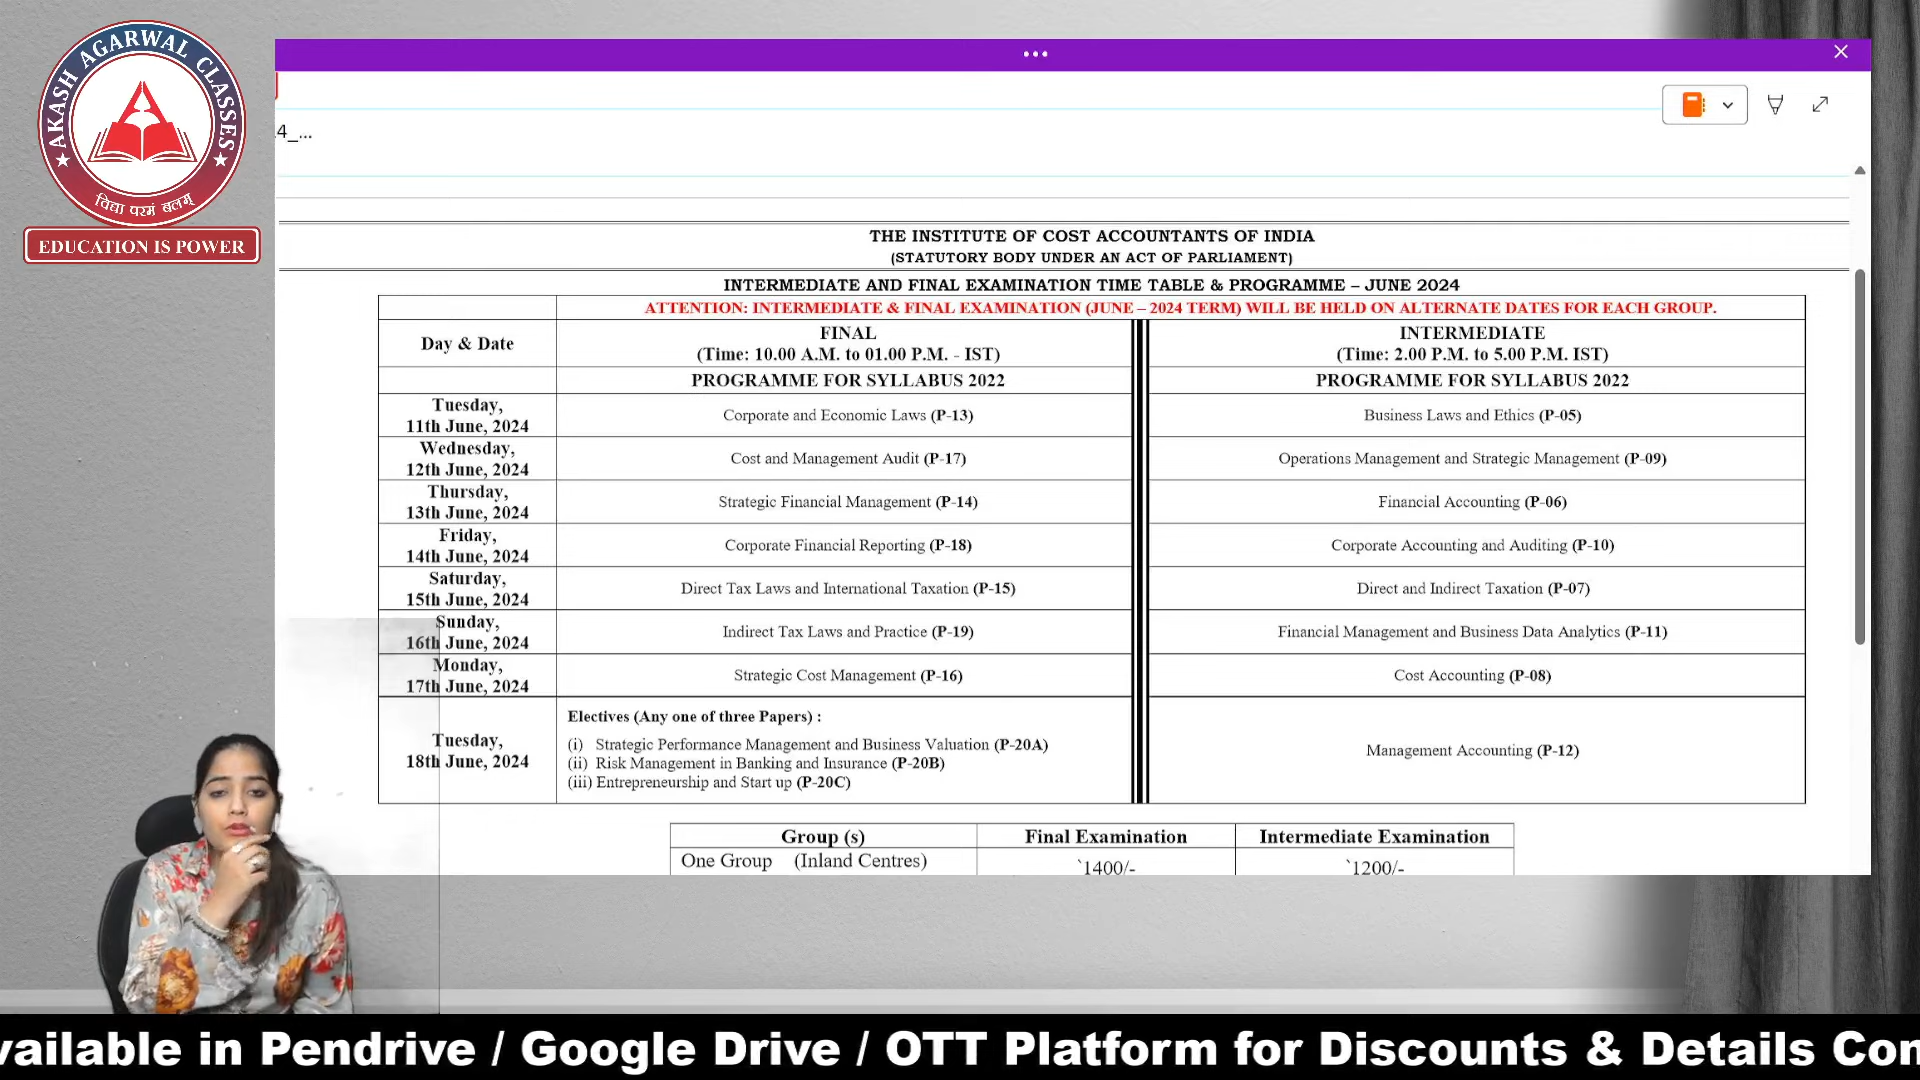 AKASH AGARWAL CLASSES
विद्या परमं बलम्
EDUCATION IS POWER
4_...
THE INSTITUTE OF COST ACCOUNTANTS OF INDIA
(STATUTORY BODY UNDER AN ACT OF PARLIAMENT)
INTERMEDIATE AND FINAL EXAMINATION TIME TABLE & PROGRAMME – JUNE 2024
ATTENTION: INTERMEDIATE & FINAL EXAMINATION (JUNE – 2024 TERM) WILL BE HELD ON ALTERNATE DATES FOR EACH GROUP.
Day & Date
FINAL
(Time: 10.00 A.M. to 01.00 P.M. - IST)
INTERMEDIATE
(Time: 2.00 P.M. to 5.00 P.M. IST)
PROGRAMME FOR SYLLABUS 2022
PROGRAMME FOR SYLLABUS 2022
Tuesday,
11th June, 2024
Corporate and Economic Laws (P-13)
Business Laws and Ethics (P-05)
Wednesday,
12th June, 2024
Cost and Management Audit (P-17)
Operations Management and Strategic Management (P-09)
Thursday,
13th June, 2024
Strategic Financial Management (P-14)
Financial Accounting (P-06)
Friday,
14th June, 2024
Corporate Financial Reporting (P-18)
Corporate Accounting and Auditing (P-10)
Saturday,
15th June, 2024
Direct Tax Laws and International Taxation (P-15)
Direct and Indirect Taxation (P-07)
Sunday,
16th June, 2024
Indirect Tax Laws and Practice (P-19)
Financial Management and Business Data Analytics (P-11)
Monday,
17th June, 2024
Strategic Cost Management (P-16)
Cost Accounting (P-08)
Tuesday,
18th June, 2024
Electives (Any one of three Papers) :
(i) Strategic Performance Management and Business Valuation (P-20A)
(ii) Risk Management in Banking and Insurance (P-20B)
(iii) Entrepreneurship and Start up (P-20C)
Management Accounting (P-12)
Group (s)
Final Examination
Intermediate Examination
One Group (Inland Centres)
`1400/-
`1200/-
vailable in Pendrive / Google Drive / OTT Platform for Discounts & Details Con